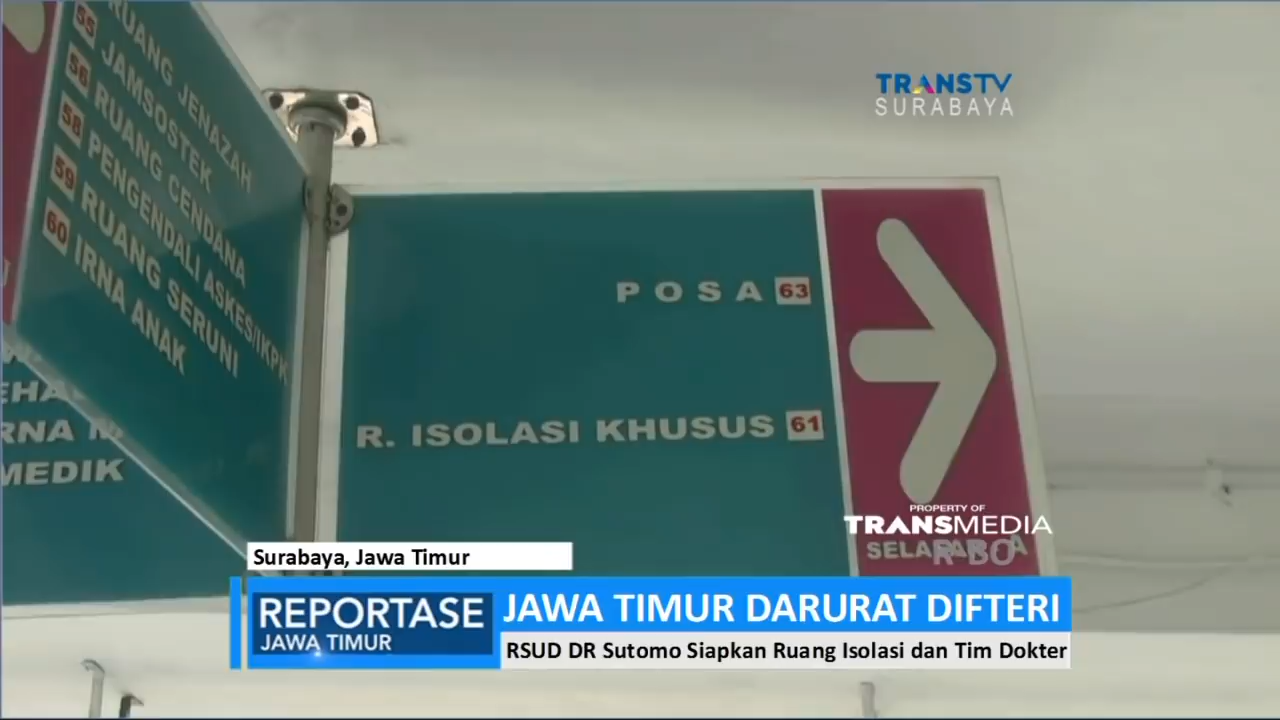 55 RUANG JENAZAH
56 JAMSOSTEK
58 RUANG CENDANA
59 PENGENDALI ASKES/IKPK
60 RUANG SERUNI
IRNA ANAK
MEDIK
TRANSTV
SURABAYA
POSA 63
R. ISOLASI KHUSUS 61
PROPERTY OF
TRANSMEDIA
Surabaya, Jawa Timur
REPORTASE
JAWA TIMUR
JAWA TIMUR DARURAT DIFTERI
RSUD DR Sutomo Siapkan Ruang Isolasi dan Tim Dokter